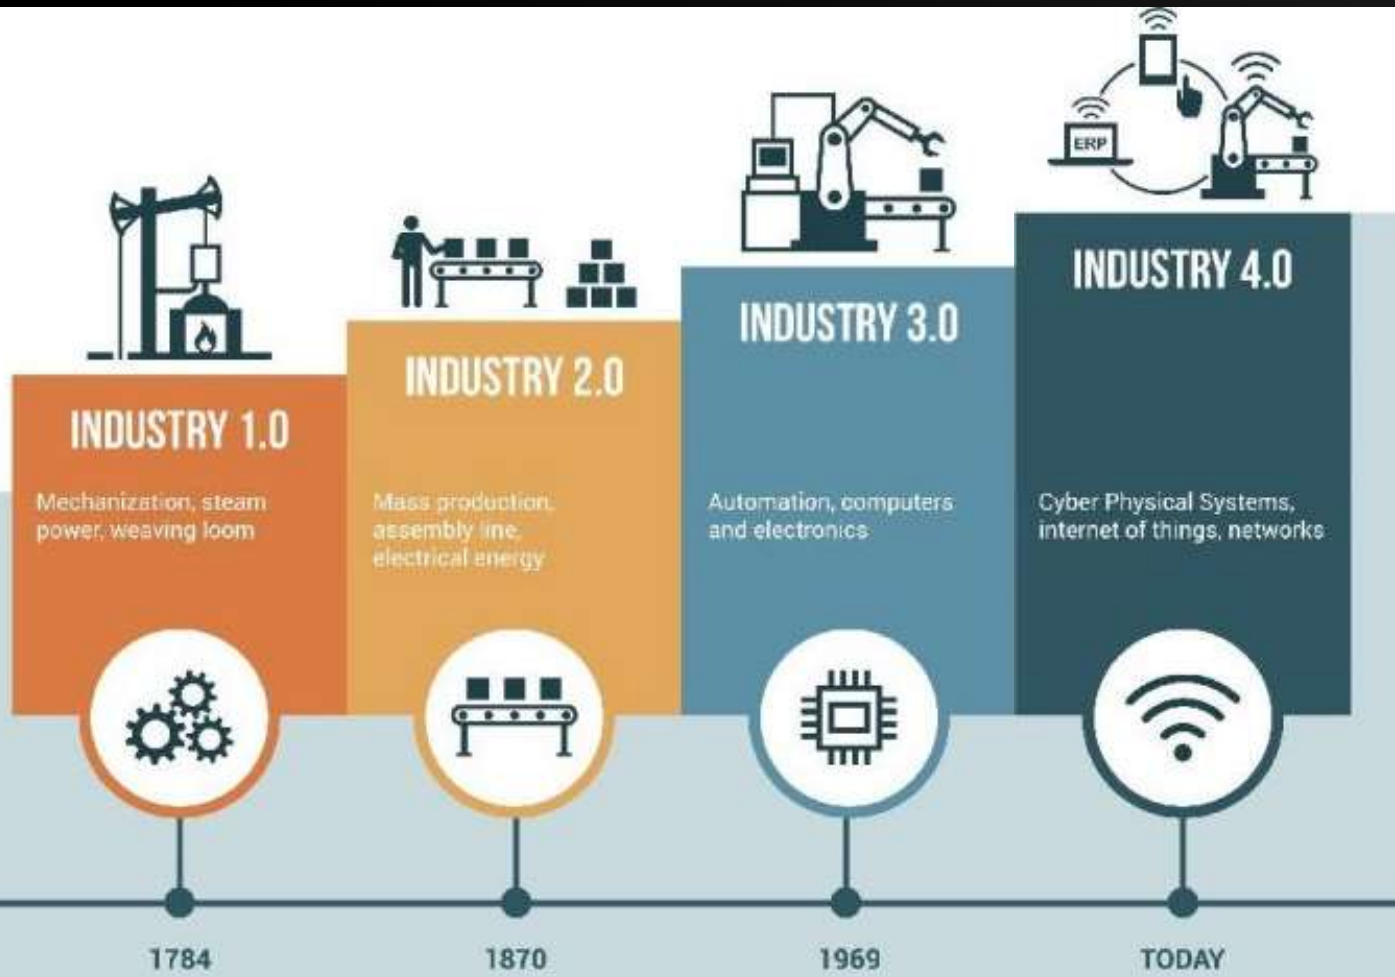 ERP
INDUSTRY 1.0
Mechanization, steam
power, weaving loom
INDUSTRY 2.0
Mass production,
assembly line,
electrical energy
INDUSTRY 3.0
Automation, computers
and electronics
INDUSTRY 4.0
Cyber Physical Systems,
internet of things, networks
1784
1870
1969
TODAY